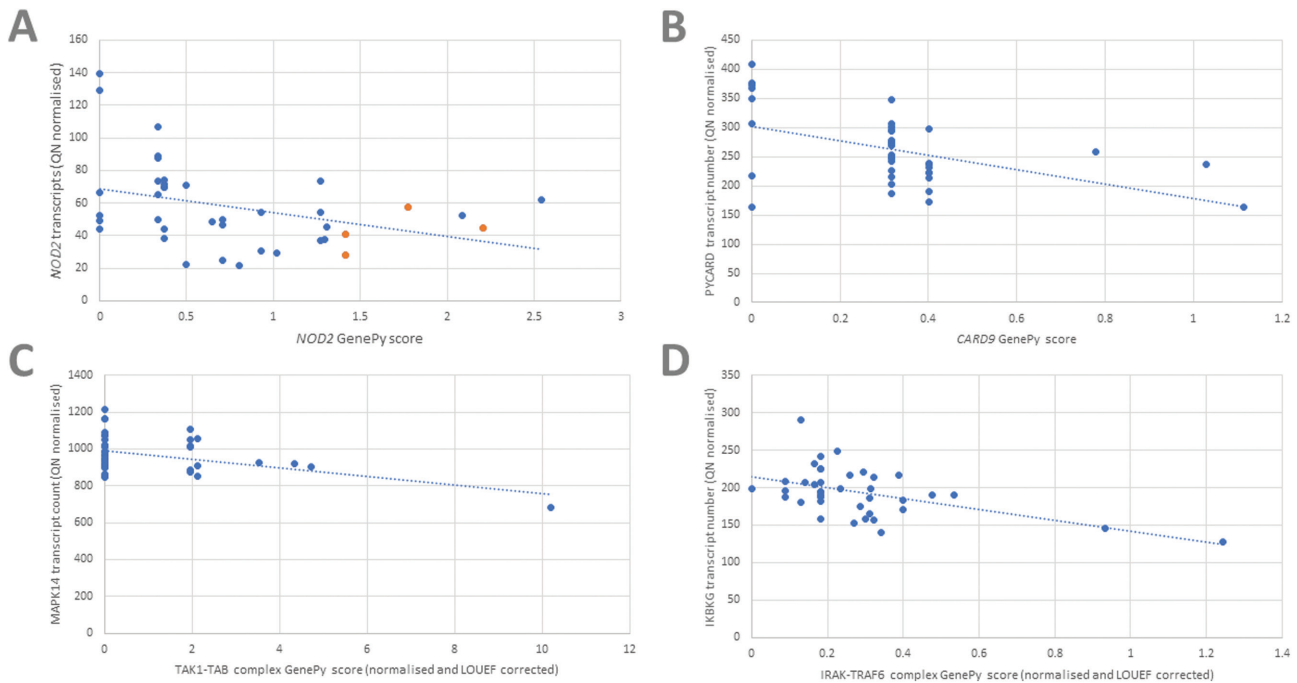 A
160
140
120
100
80
60
40
20
0
NOD2 transcripts (QN normalised)
0 0.5 1 1.5 2 2.5 3
NOD2 GenePy score
B
450
400
350
300
250
200
150
100
50
0
PYCARD transcript number (QN normalised)
0 0.2 0.4 0.6 0.8 1 1.2
CARD9 GenePy score
C
1400
1200
1000
800
600
400
200
0
MAPK14 transcript count (QN normalised)
0 2 4 6 8 10 12
TAK1-TAB complex GenePy score (normalised and LOUEF corrected)
D
350
300
250
200
150
100
50
0
IKBKG transcript number (QN normalised)
0 0.2 0.4 0.6 0.8 1 1.2 1.4
IRAK-TRAF6 complex GenePy score (normalised and LOUEF corrected)